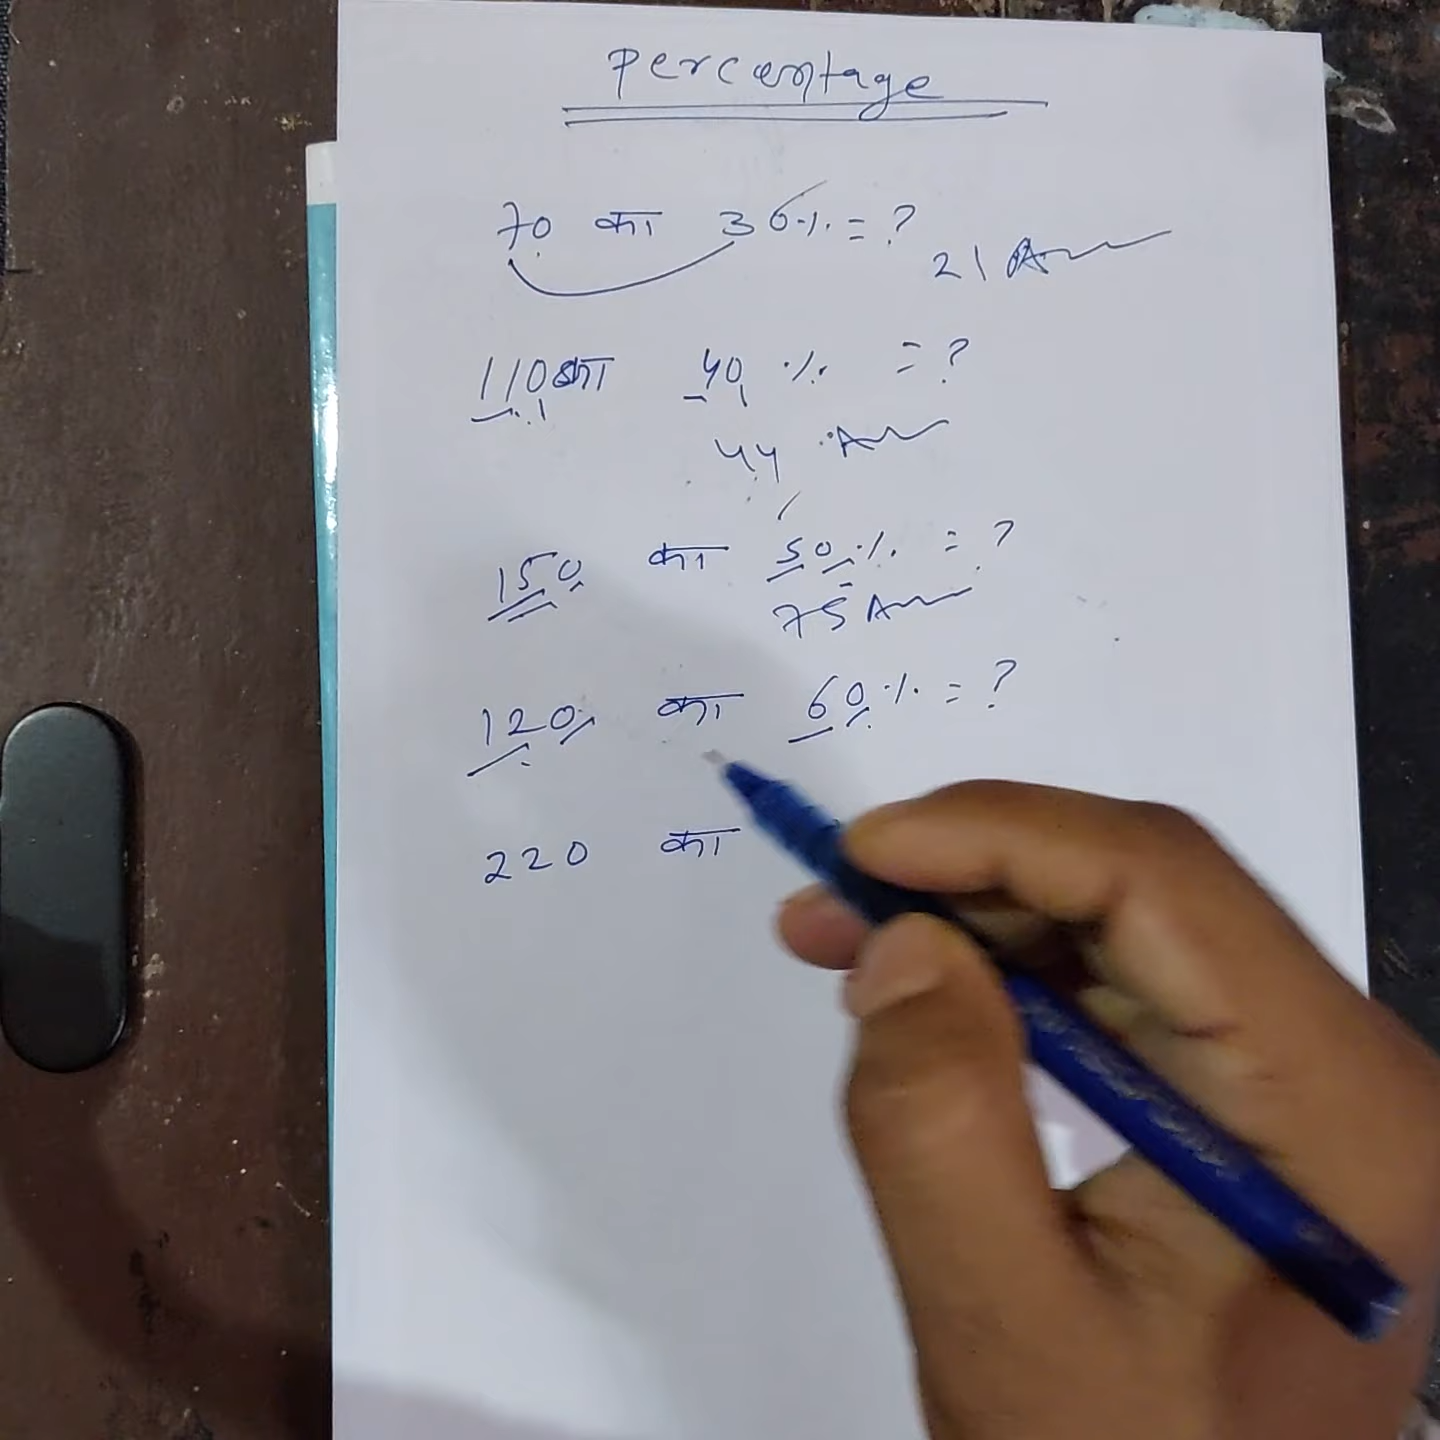 Percentage
70 का 30% = ?
21 Ans
110 का 40 % = ?
44 Ans
150 का 50% = ?
75 Ans
120 का 60% = ?
220 का